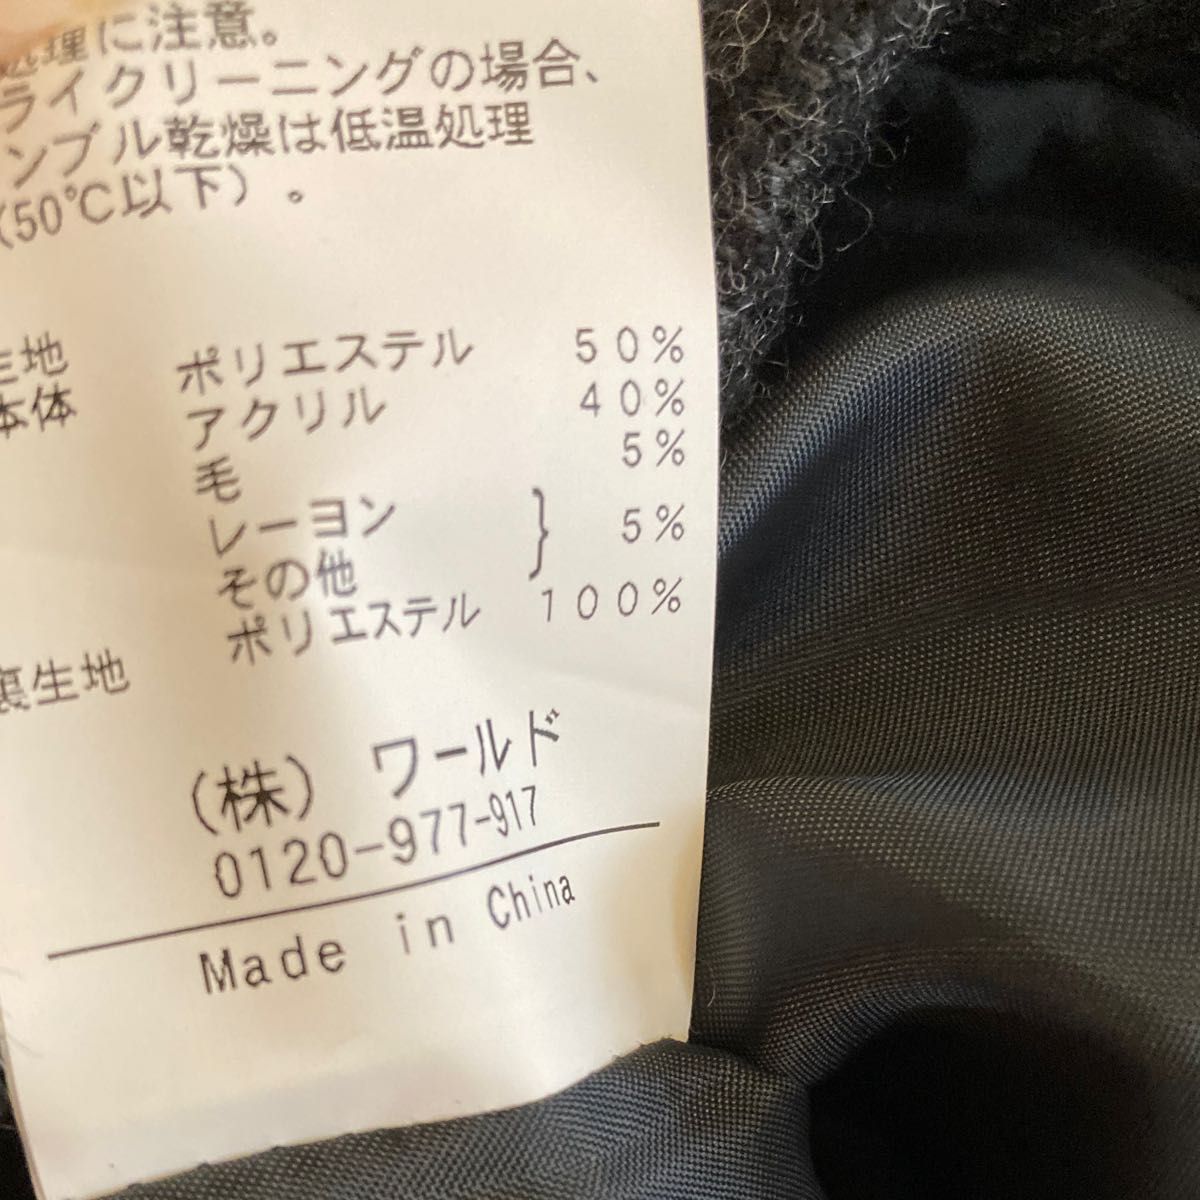 処理に注意。
ライクリーニングの場合、
ンブル乾燥は低温処理
(50℃以下)。
生地 ポリエステル 50%
本体 アクリル 40%
毛 5%
レーヨン } 5%
その他
裏生地 ポリエステル 100%
(株) ワールド
0120-977-917
Made in China